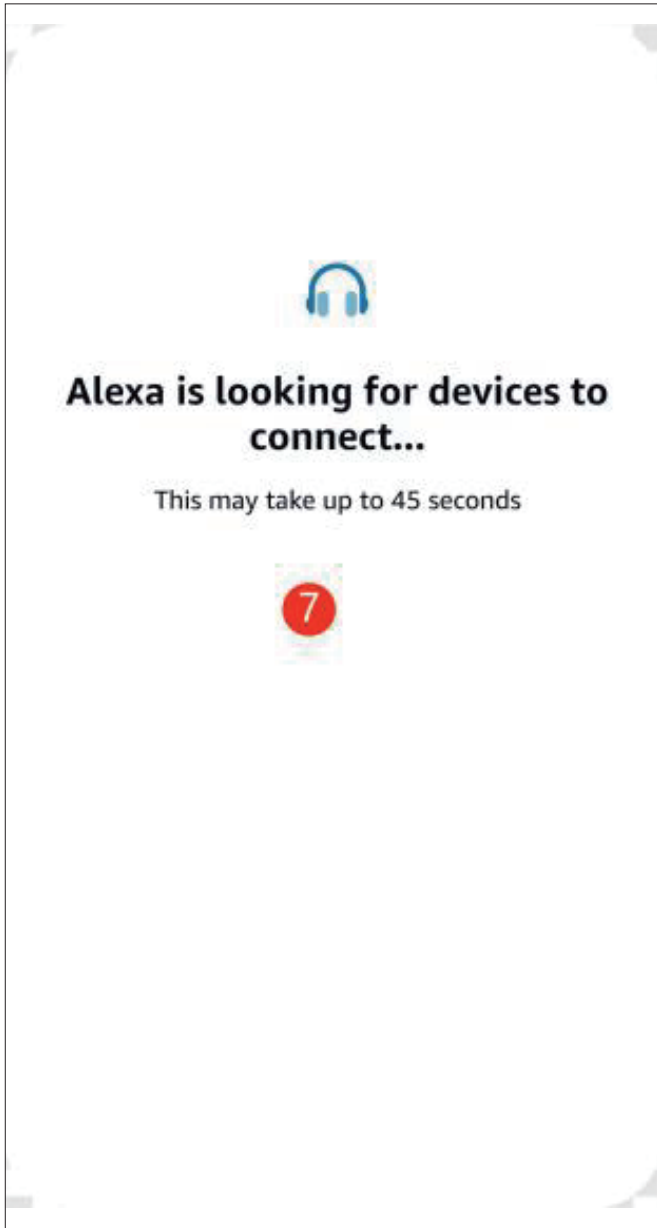 Alexa is looking for devices to
connect...
This may take up to 45 seconds
7